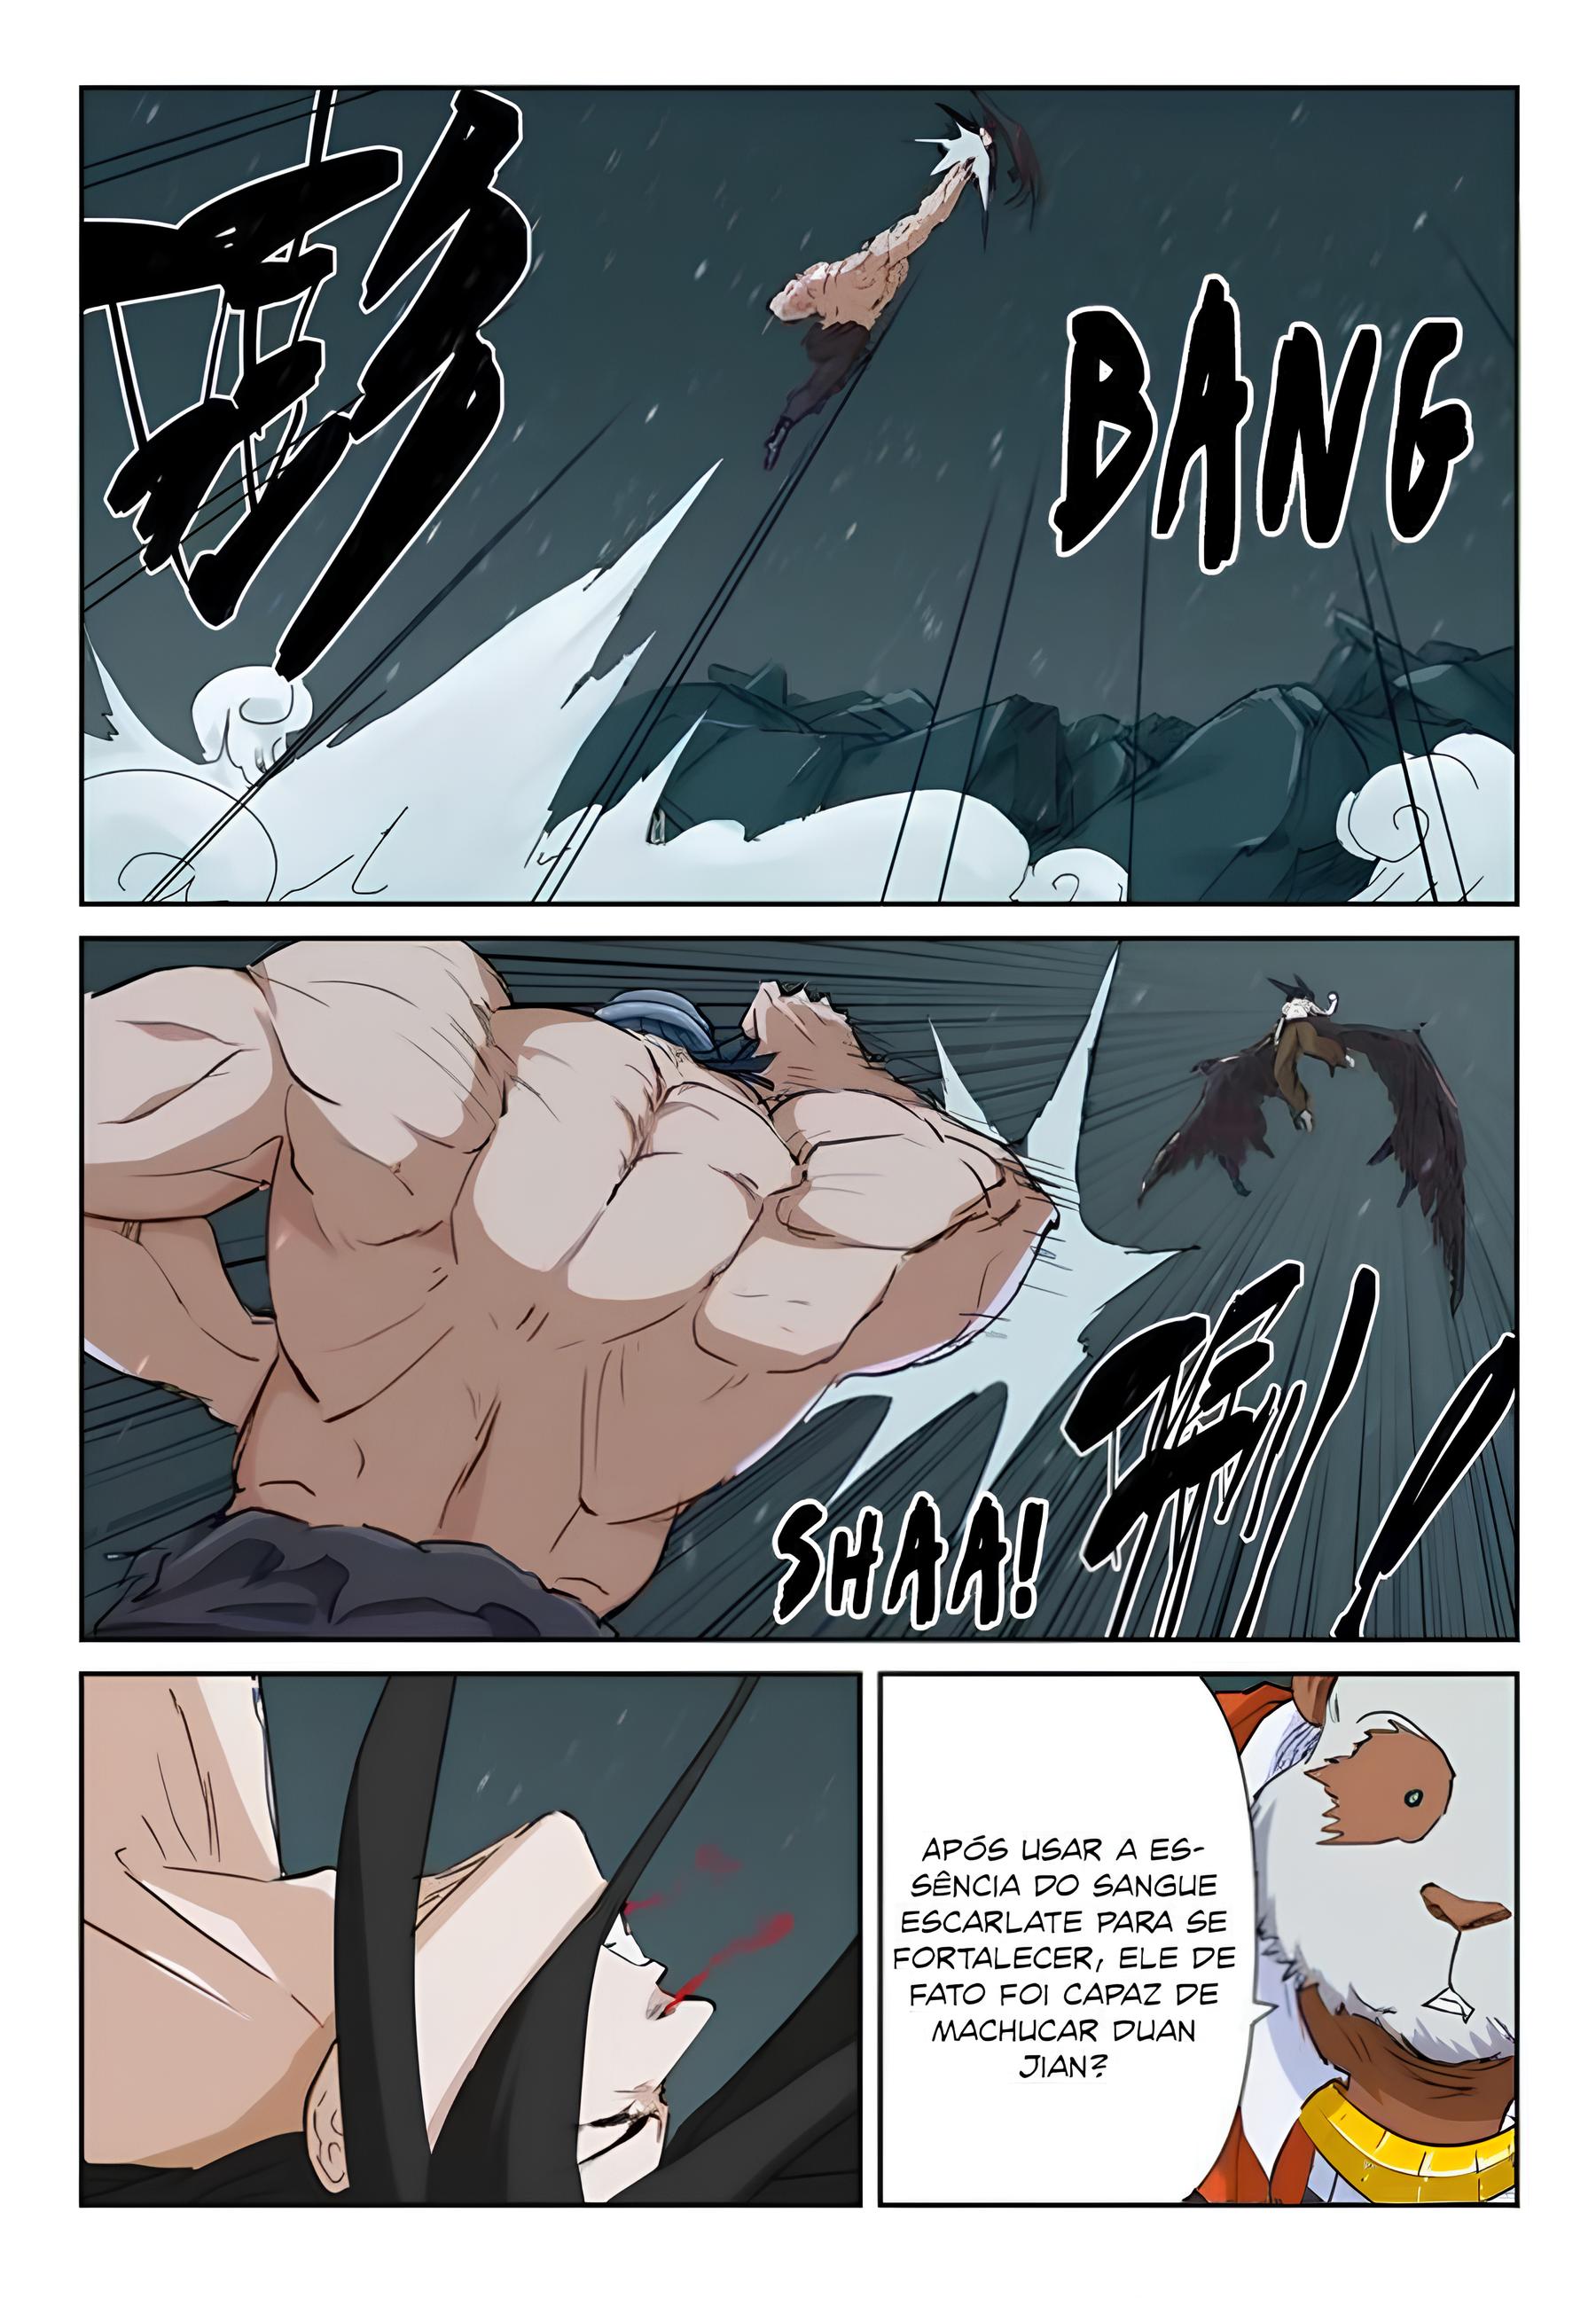 彭
BANG
SHAA!
APÓS USAR A ES-
SÊNCIA DO SANGUE
ESCARLATE PARA SE
FORTALECER, ELE DE
FATO FOI CAPAZ DE
MACHUCAR DUAN
JIAN?